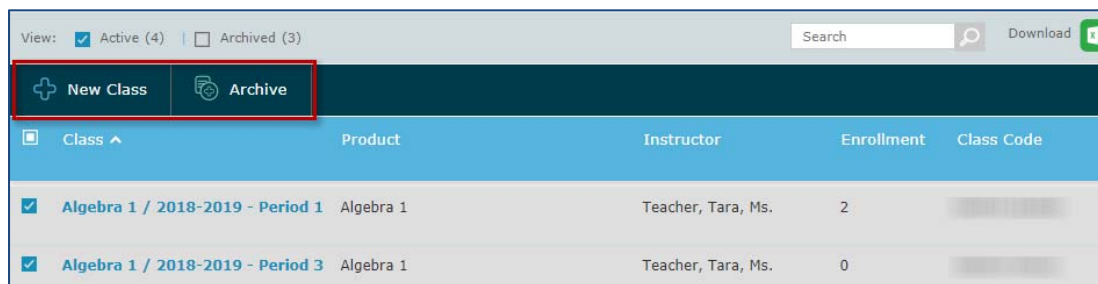 View: Active (4) | Archived (3) Search Download
New Class Archive
Class Product Instructor Enrollment Class Code
Algebra 1 / 2018-2019 - Period 1 Algebra 1 Teacher, Tara, Ms. 2
Algebra 1 / 2018-2019 - Period 3 Algebra 1 Teacher, Tara, Ms. 0